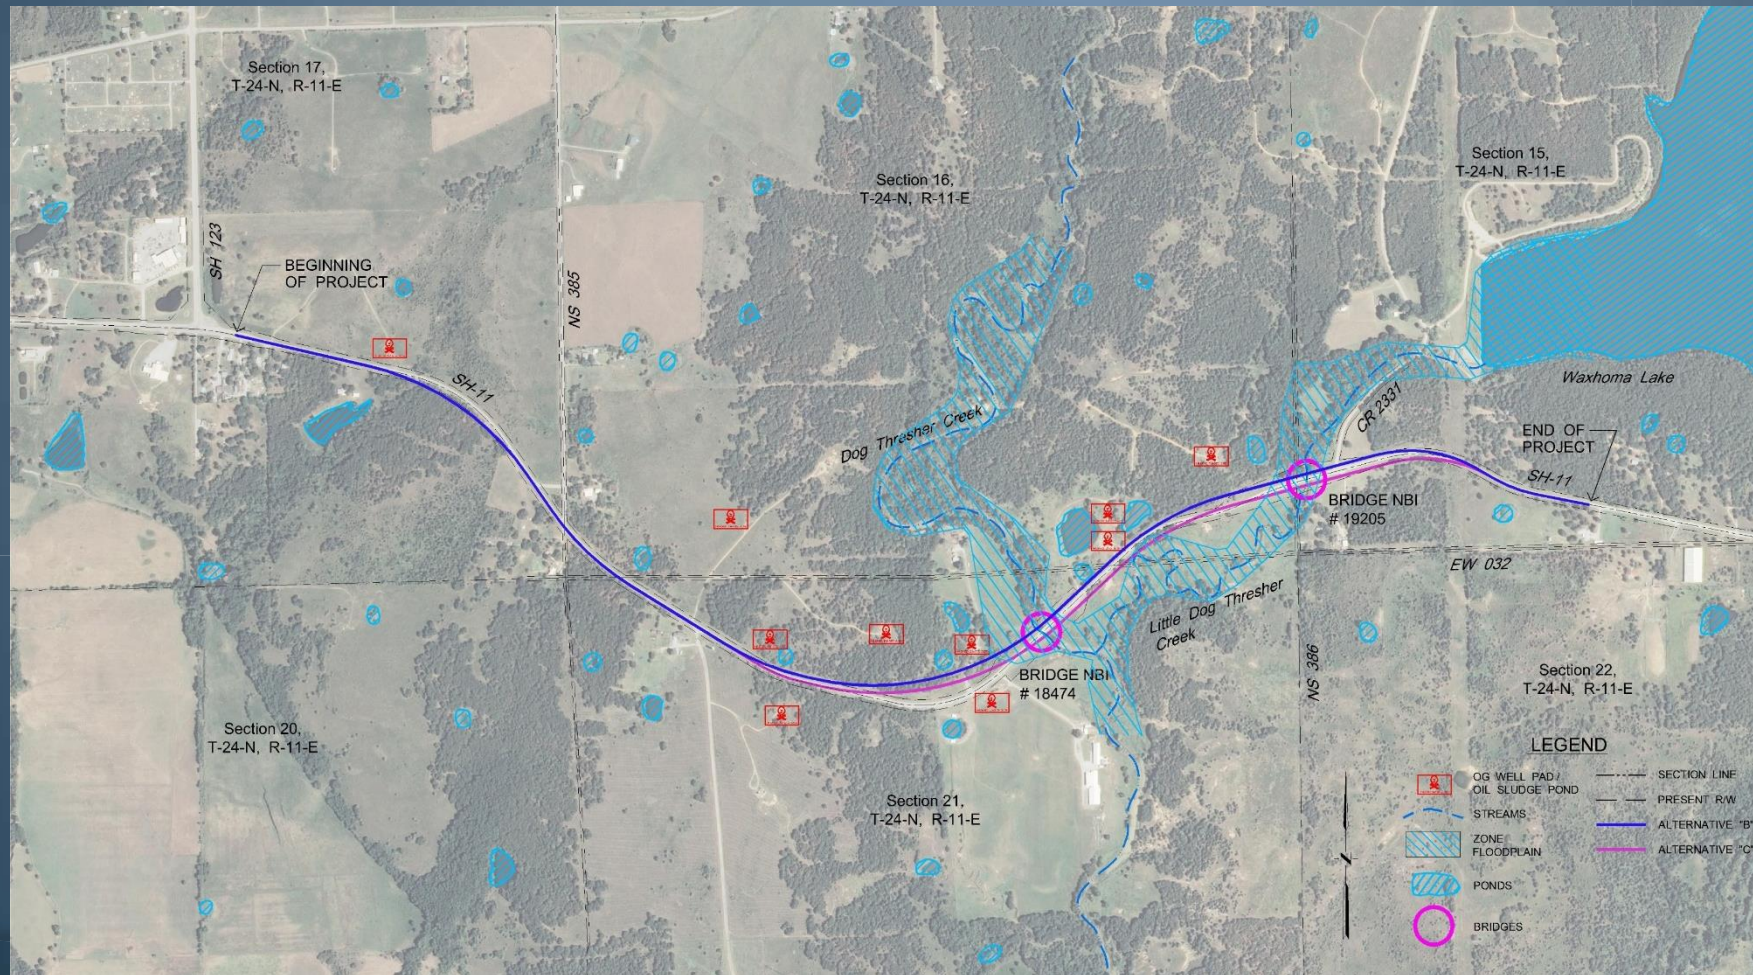 Section 17,
T-24-N, R-11-E
Section 16,
T-24-N, R-11-E
Section 15,
T-24-N, R-11-E
SH 123
BEGINNING
OF PROJECT
NS 385
SH-11
Dog Thresher Creek
CR 2331
Waxhoma Lake
END OF
PROJECT
SH-11
BRIDGE NBI
# 19205
EW 032
Little Dog Thresher
Creek
BRIDGE NBI
# 18474
NS 386
Section 20,
T-24-N, R-11-E
Section 21,
T-24-N, R-11-E
Section 22,
T-24-N, R-11-E
LEGEND
OG WELL PAD/
OIL SLUDGE POND
STREAMS
ZONE
FLOODPLAIN
PONDS
BRIDGES
SECTION LINE
PRESENT R/W
ALTERNATIVE "B"
ALTERNATIVE "C"